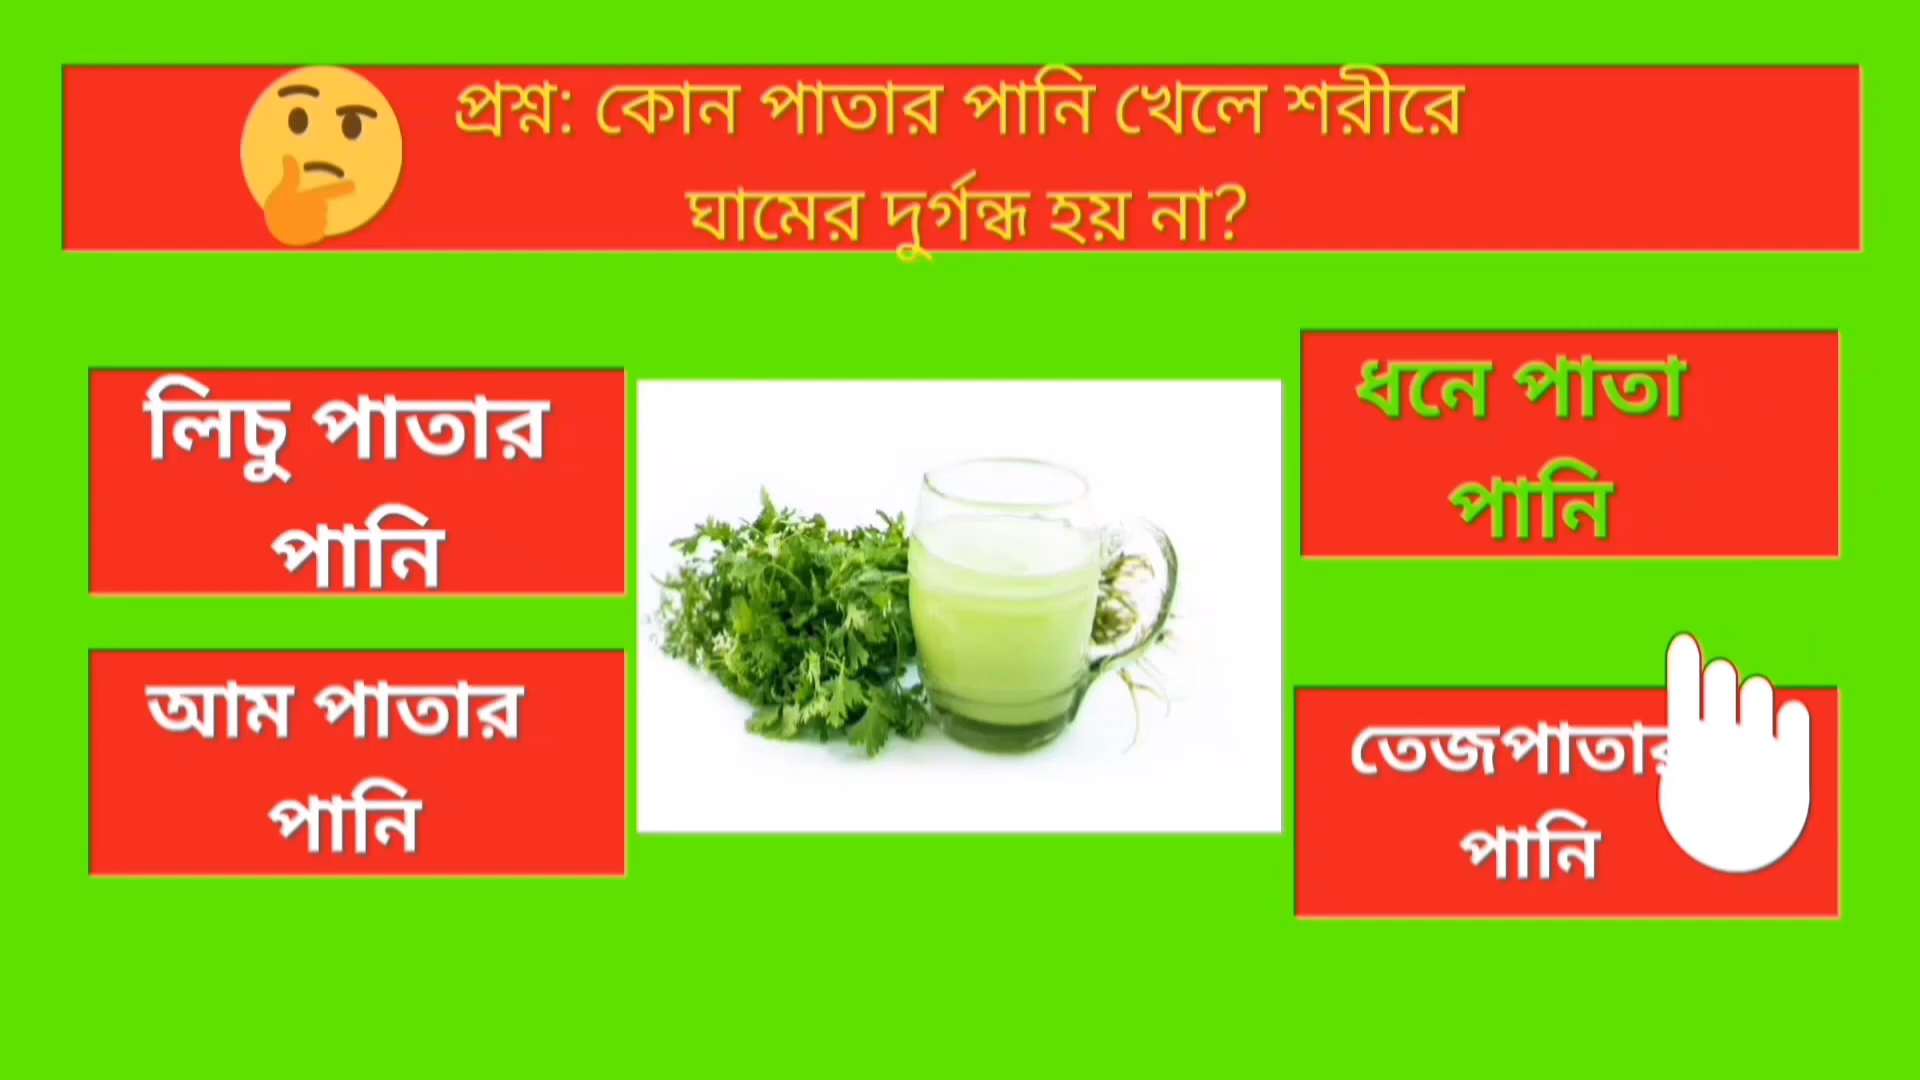 প্রশ্ন: কোন পাতার পানি খেলে শরীরে
ঘামের দুর্গন্ধ হয় না?
লিচু পাতার
পানি
ধনে পাতা
পানি
আম পাতার
পানি
তেজপাতার
পানি